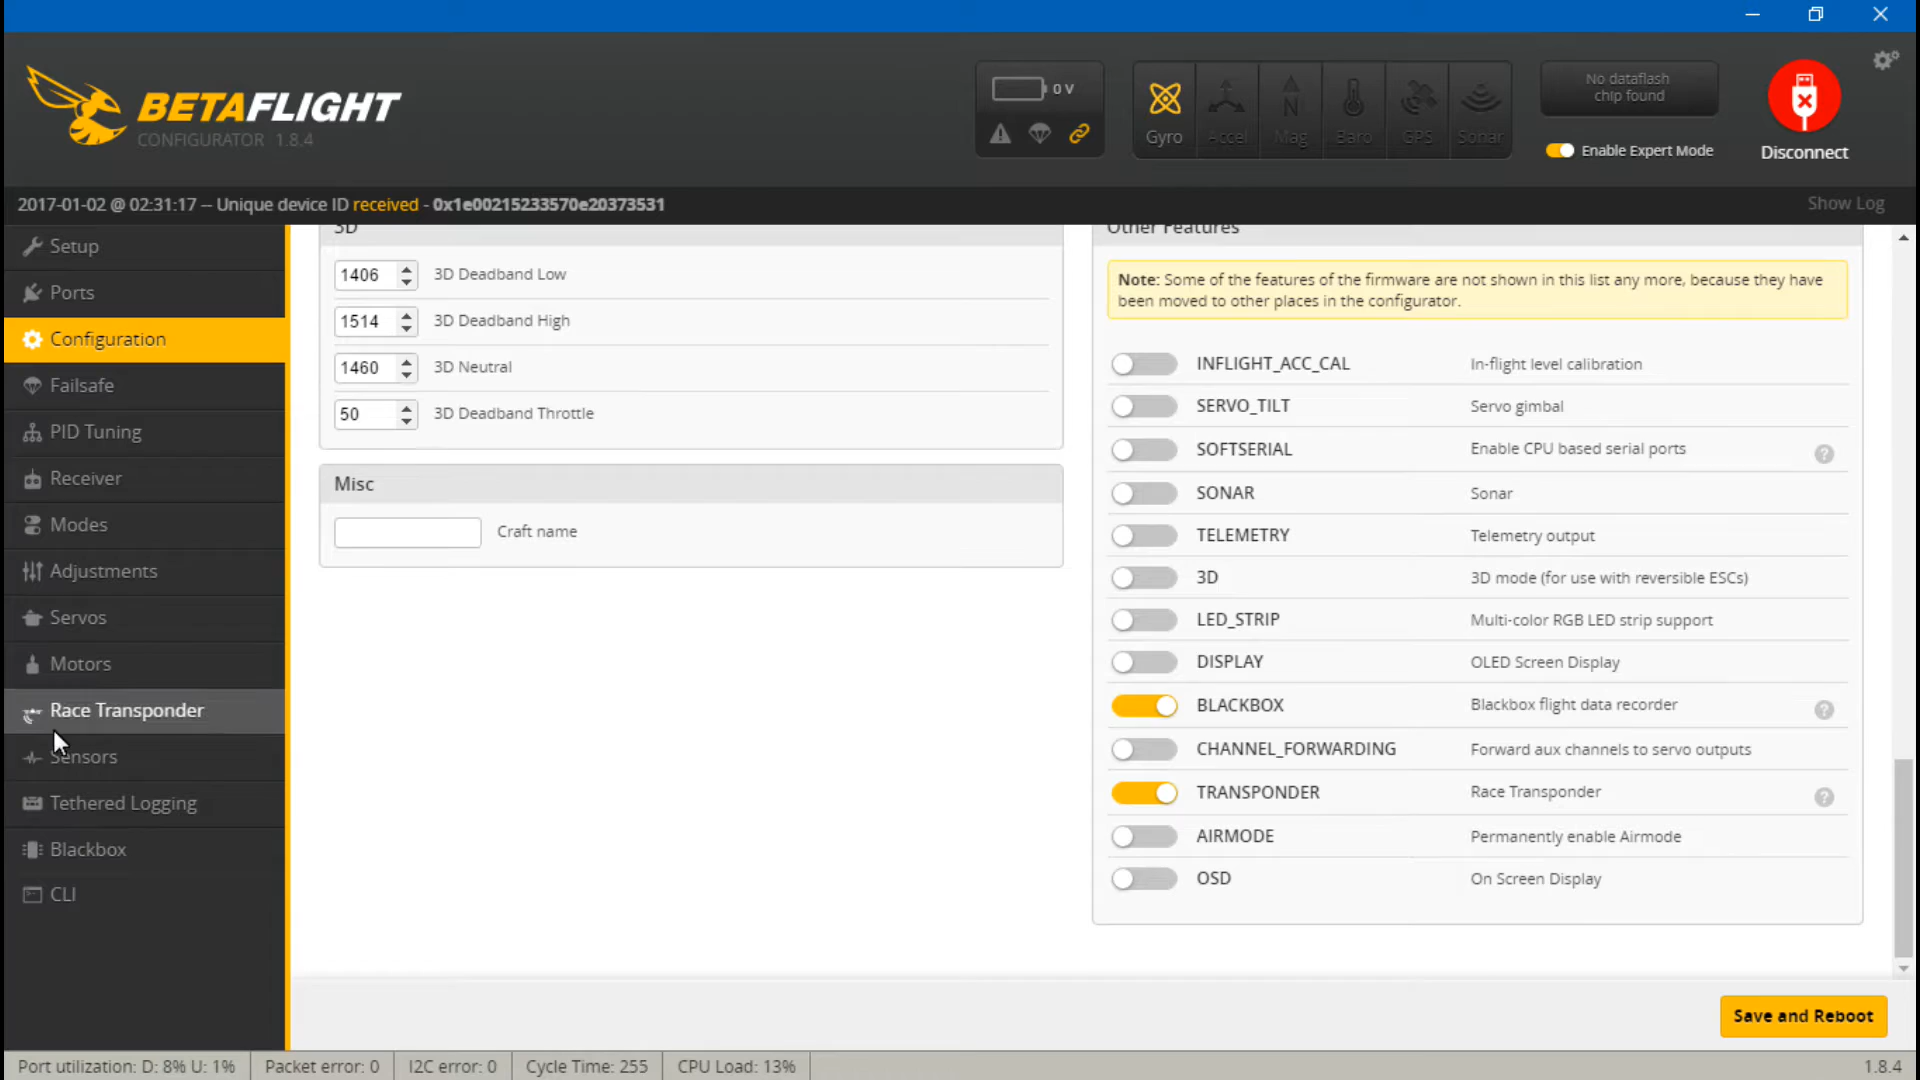 BETAFLIGHT
CONFIGURATOR 1.8.4
0 V
Gyro
Accel
Mag
Baro
GPS
Sonar
No dataflash
chip found
Enable Expert Mode
Disconnect
2017-01-02 @ 02:31:17 -- Unique device ID received - 0x1e00215233570e20373531
Show Log
Setup
Ports
Configuration
Failsafe
PID Tuning
Receiver
Modes
Adjustments
Servos
Motors
Race Transponder
Sensors
Tethered Logging
Blackbox
CLI
3D
1406 3D Deadband Low
1514 3D Deadband High
1460 3D Neutral
50 3D Deadband Throttle
Misc
Craft name
Other Features
Note: Some of the features of the firmware are not shown in this list any more, because they have
been moved to other places in the configurator.
INFLIGHT_ACC_CAL In-flight level calibration
SERVO_TILT Servo gimbal
SOFTSERIAL Enable CPU based serial ports ?
SONAR Sonar
TELEMETRY Telemetry output
3D 3D mode (for use with reversible ESCs)
LED_STRIP Multi-color RGB LED strip support
DISPLAY OLED Screen Display
BLACKBOX Blackbox flight data recorder ?
CHANNEL_FORWARDING Forward aux channels to servo outputs
TRANSPONDER Race Transponder ?
AIRMODE Permanently enable Airmode
OSD On Screen Display
Save and Reboot
Port utilization: D: 8% U: 1% Packet error: 0 I2C error: 0 Cycle Time: 255 CPU Load: 13% 1.8.4